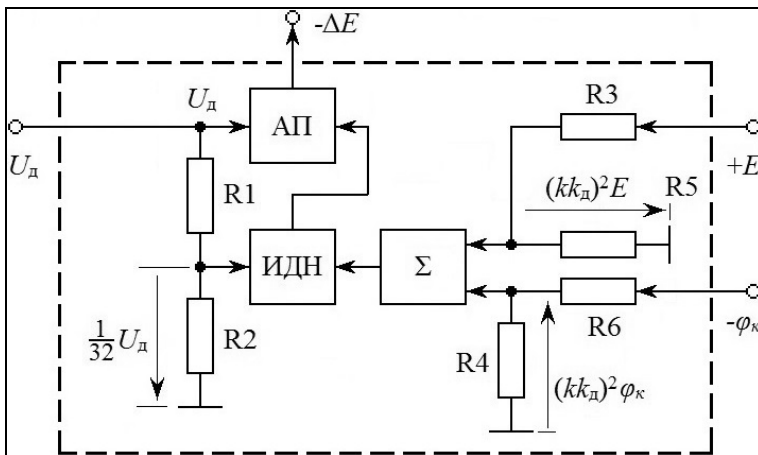 -ΔE
U_д
АП
R3
U_д
+E
R1
(kk_д)²E
R5
ИДН
Σ
R6
-φ_к
1/32 U_д
R2
R4
(kk_д)²φ_к